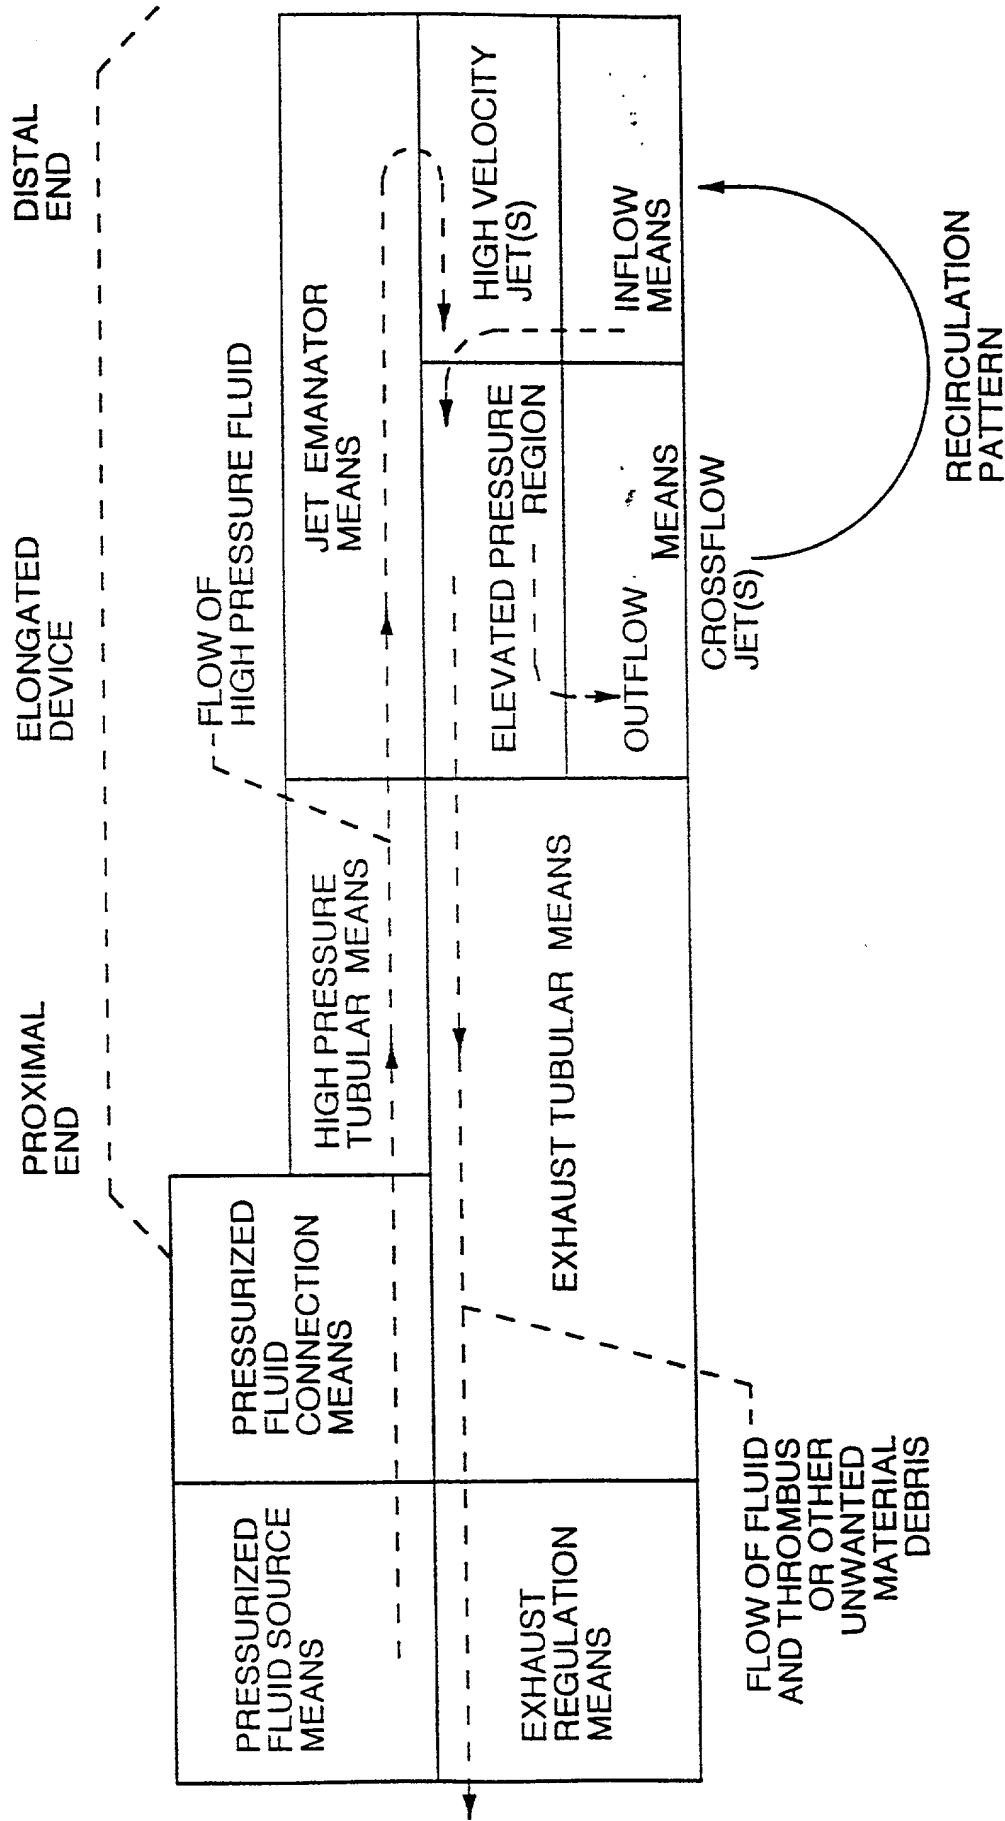 PROXIMAL
END
ELONGATED
DEVICE
DISTAL
END
FLOW OF
HIGH PRESSURE FLUID
PRESSURIZED
FLUID SOURCE
MEANS
PRESSURIZED
FLUID
CONNECTION
MEANS
HIGH PRESSURE
TUBULAR MEANS
JET EMANATOR
MEANS
HIGH VELOCITY
JET(S)
ELEVATED PRESSURE
REGION
INFLOW
MEANS
OUTFLOW
MEANS
EXHAUST
REGULATION
MEANS
EXHAUST TUBULAR MEANS
CROSSFLOW
JET(S)
RECIRCULATION
PATTERN
FLOW OF FLUID
AND THROMBUS
OR OTHER
UNWANTED
MATERIAL
DEBRIS